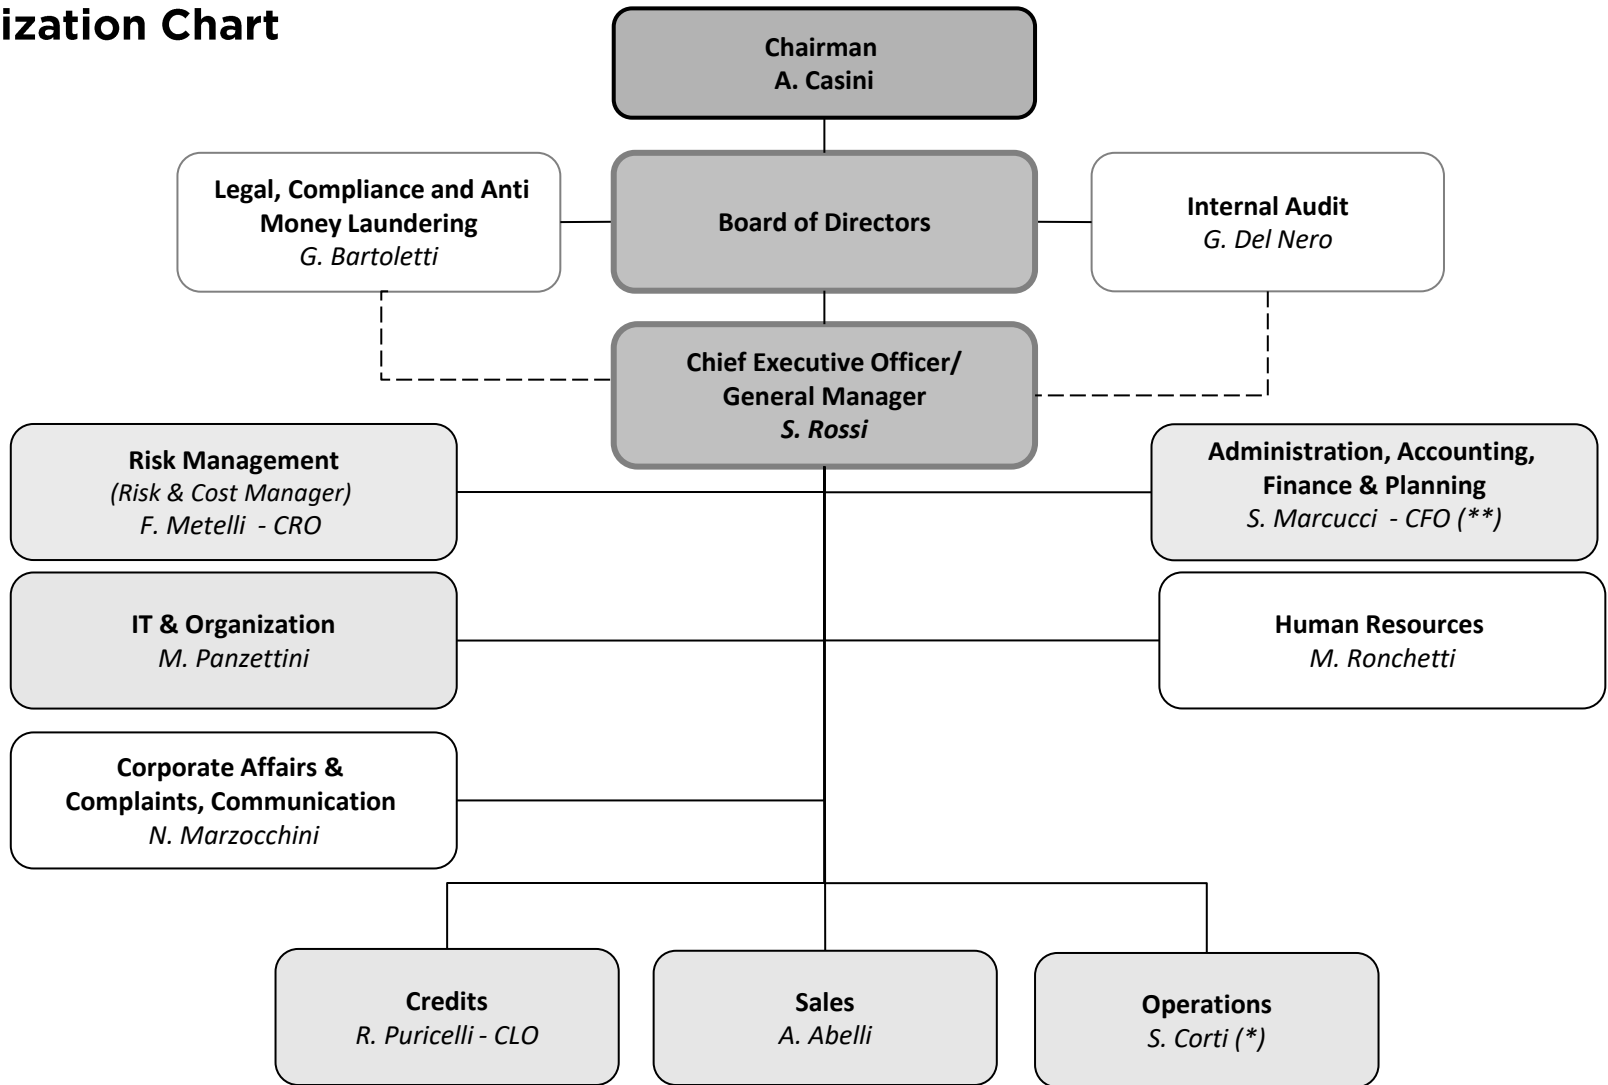 ization Chart
Chairman
A. Casini
Legal, Compliance and Anti
Money Laundering
G. Bartoletti
Board of Directors
Internal Audit
G. Del Nero
Chief Executive Officer/
General Manager
S. Rossi
Risk Management
(Risk & Cost Manager)
F. Metelli - CRO
Administration, Accounting,
Finance & Planning
S. Marcucci - CFO (**)
IT & Organization
M. Panzettini
Human Resources
M. Ronchetti
Corporate Affairs &
Complaints, Communication
N. Marzocchini
Credits
R. Puricelli - CLO
Sales
A. Abelli
Operations
S. Corti (*)